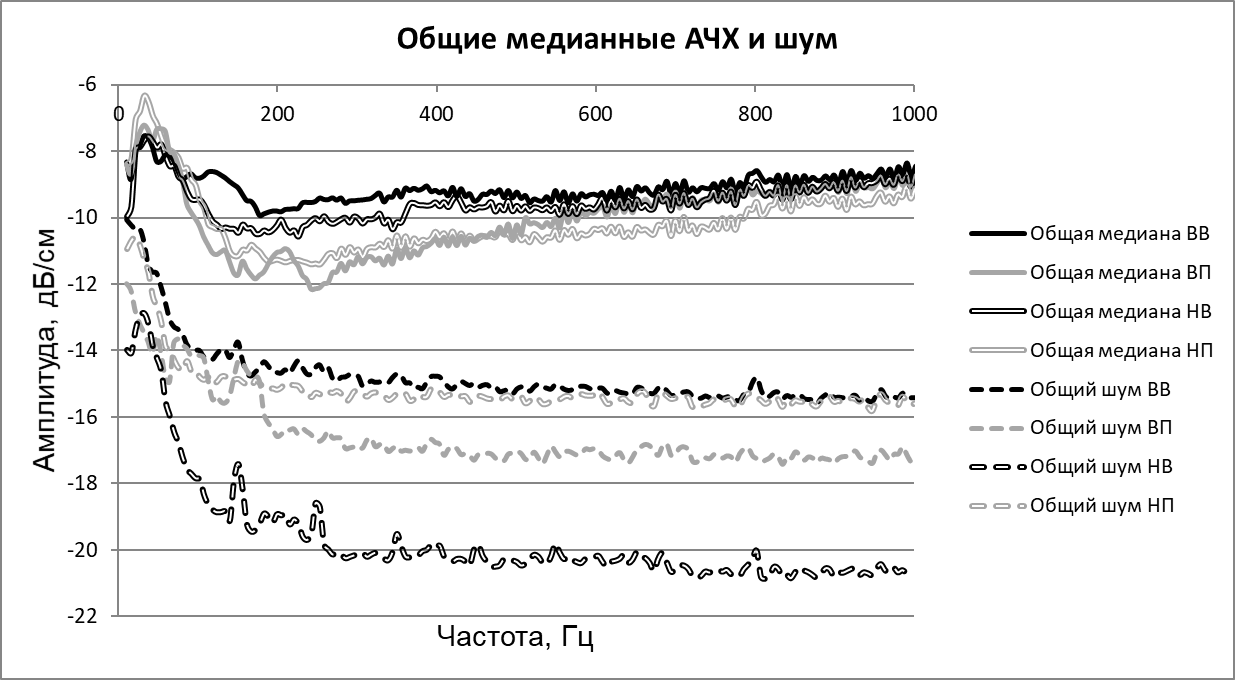 Общие медианные АЧХ и шум
-6
0
200
400
600
800
1000
-8
-10
-12
-14
-16
-18
-20
-22
Амплитуда, дБ/см
Частота, Гц
Общая медиана ВВ
Общая медиана ВП
Общая медиана НВ
Общая медиана НП
Общий шум ВВ
Общий шум ВП
Общий шум НВ
Общий шум НП